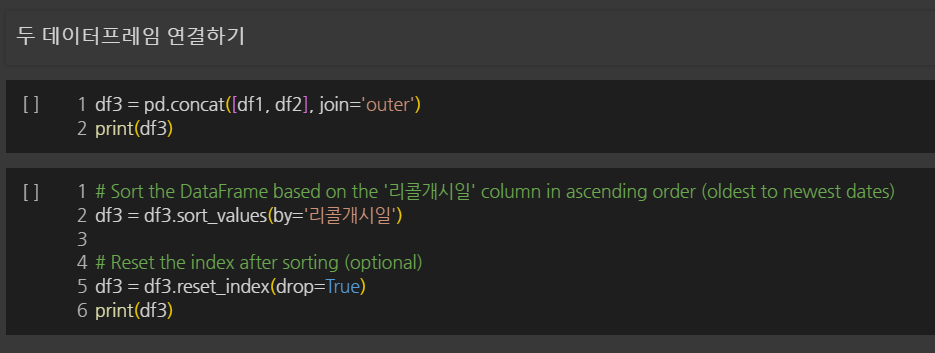 두 데이터프레임 연결하기
[ ] 1 df3 = pd.concat([df1, df2], join='outer')
2 print(df3)
[ ] 1 # Sort the DataFrame based on the '리콜개시일' column in ascending order (oldest to newest dates)
2 df3 = df3.sort_values(by='리콜개시일')
3
4 # Reset the index after sorting (optional)
5 df3 = df3.reset_index(drop=True)
6 print(df3)